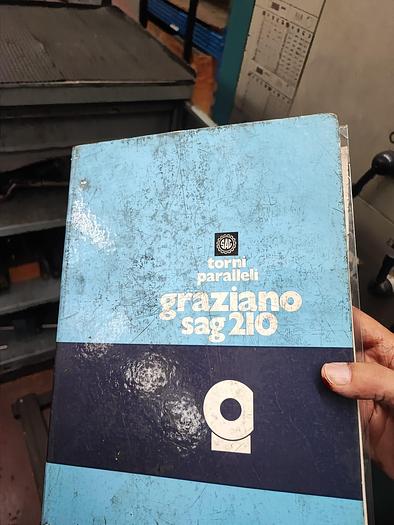 SAG
torni
paralleli
graziano
sag 210